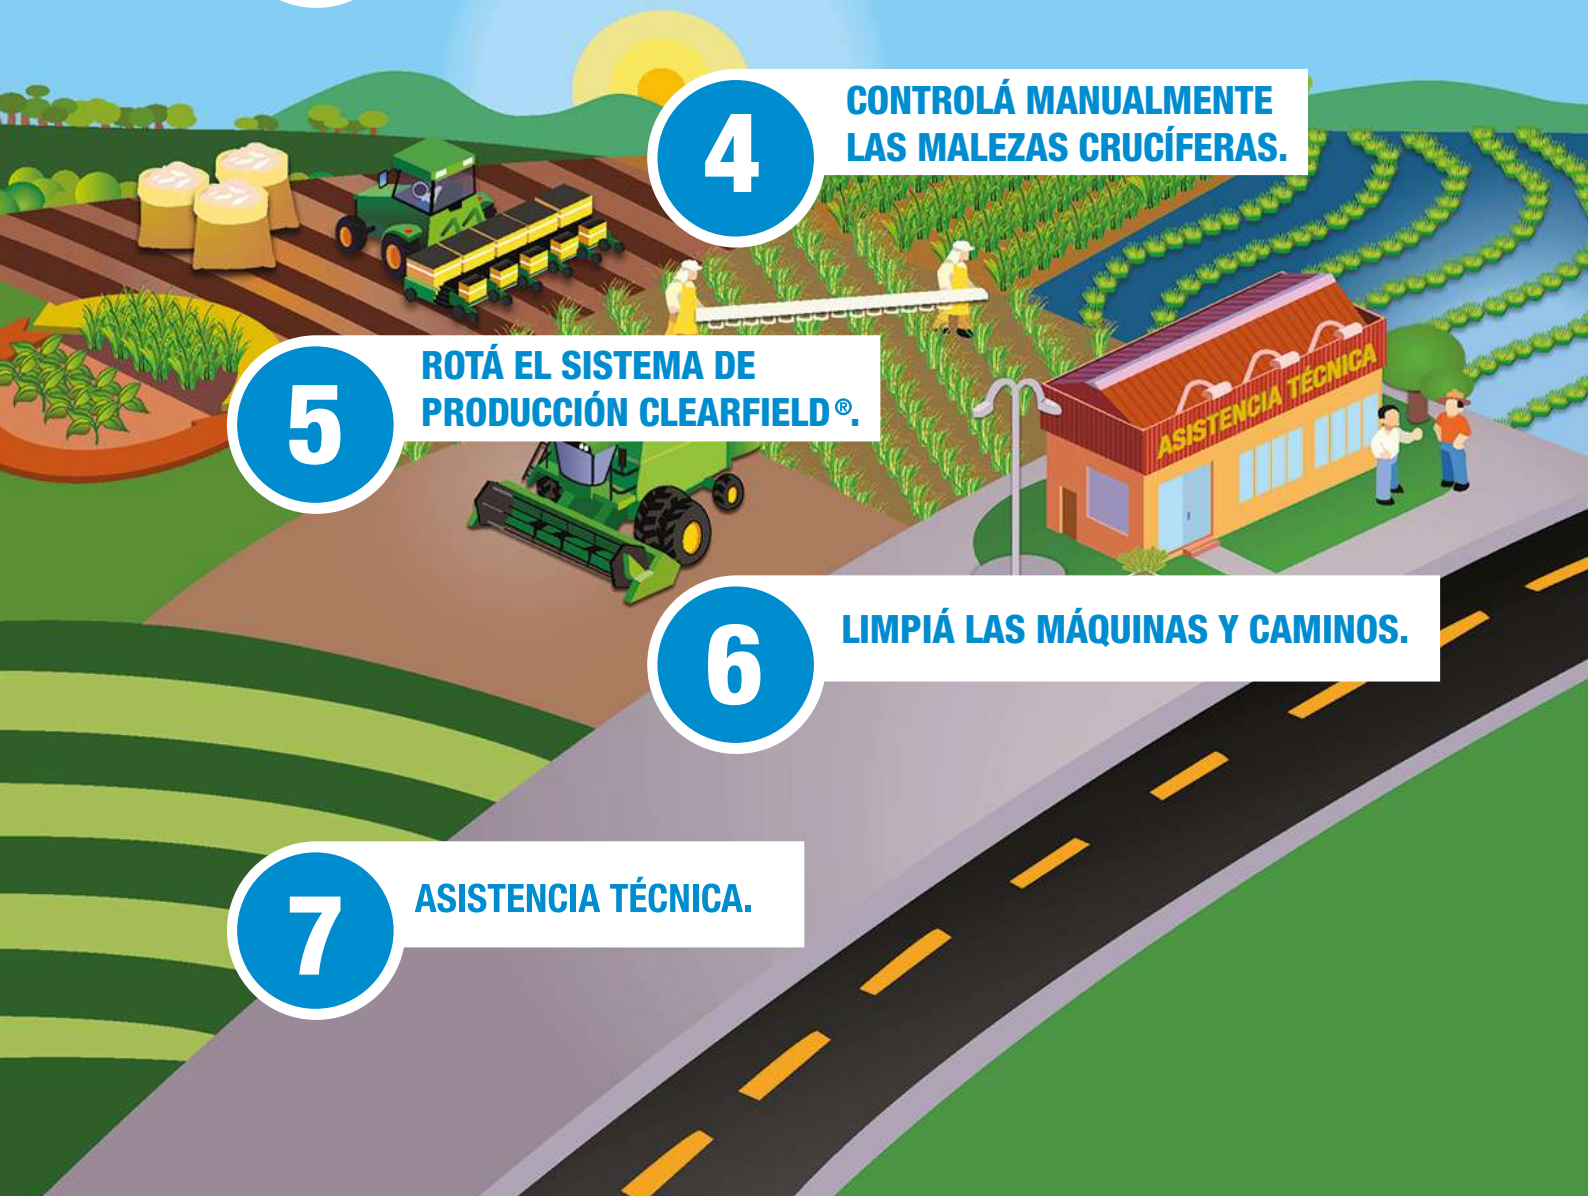 4
CONTROLÁ MANUALMENTE
LAS MALEZAS CRUCÍFERAS.
5
ROTÁ EL SISTEMA DE
PRODUCCIÓN CLEARFIELD®.
ASISTENCIA TÉCNICA
6
LIMPIÁ LAS MÁQUINAS Y CAMINOS.
7
ASISTENCIA TÉCNICA.